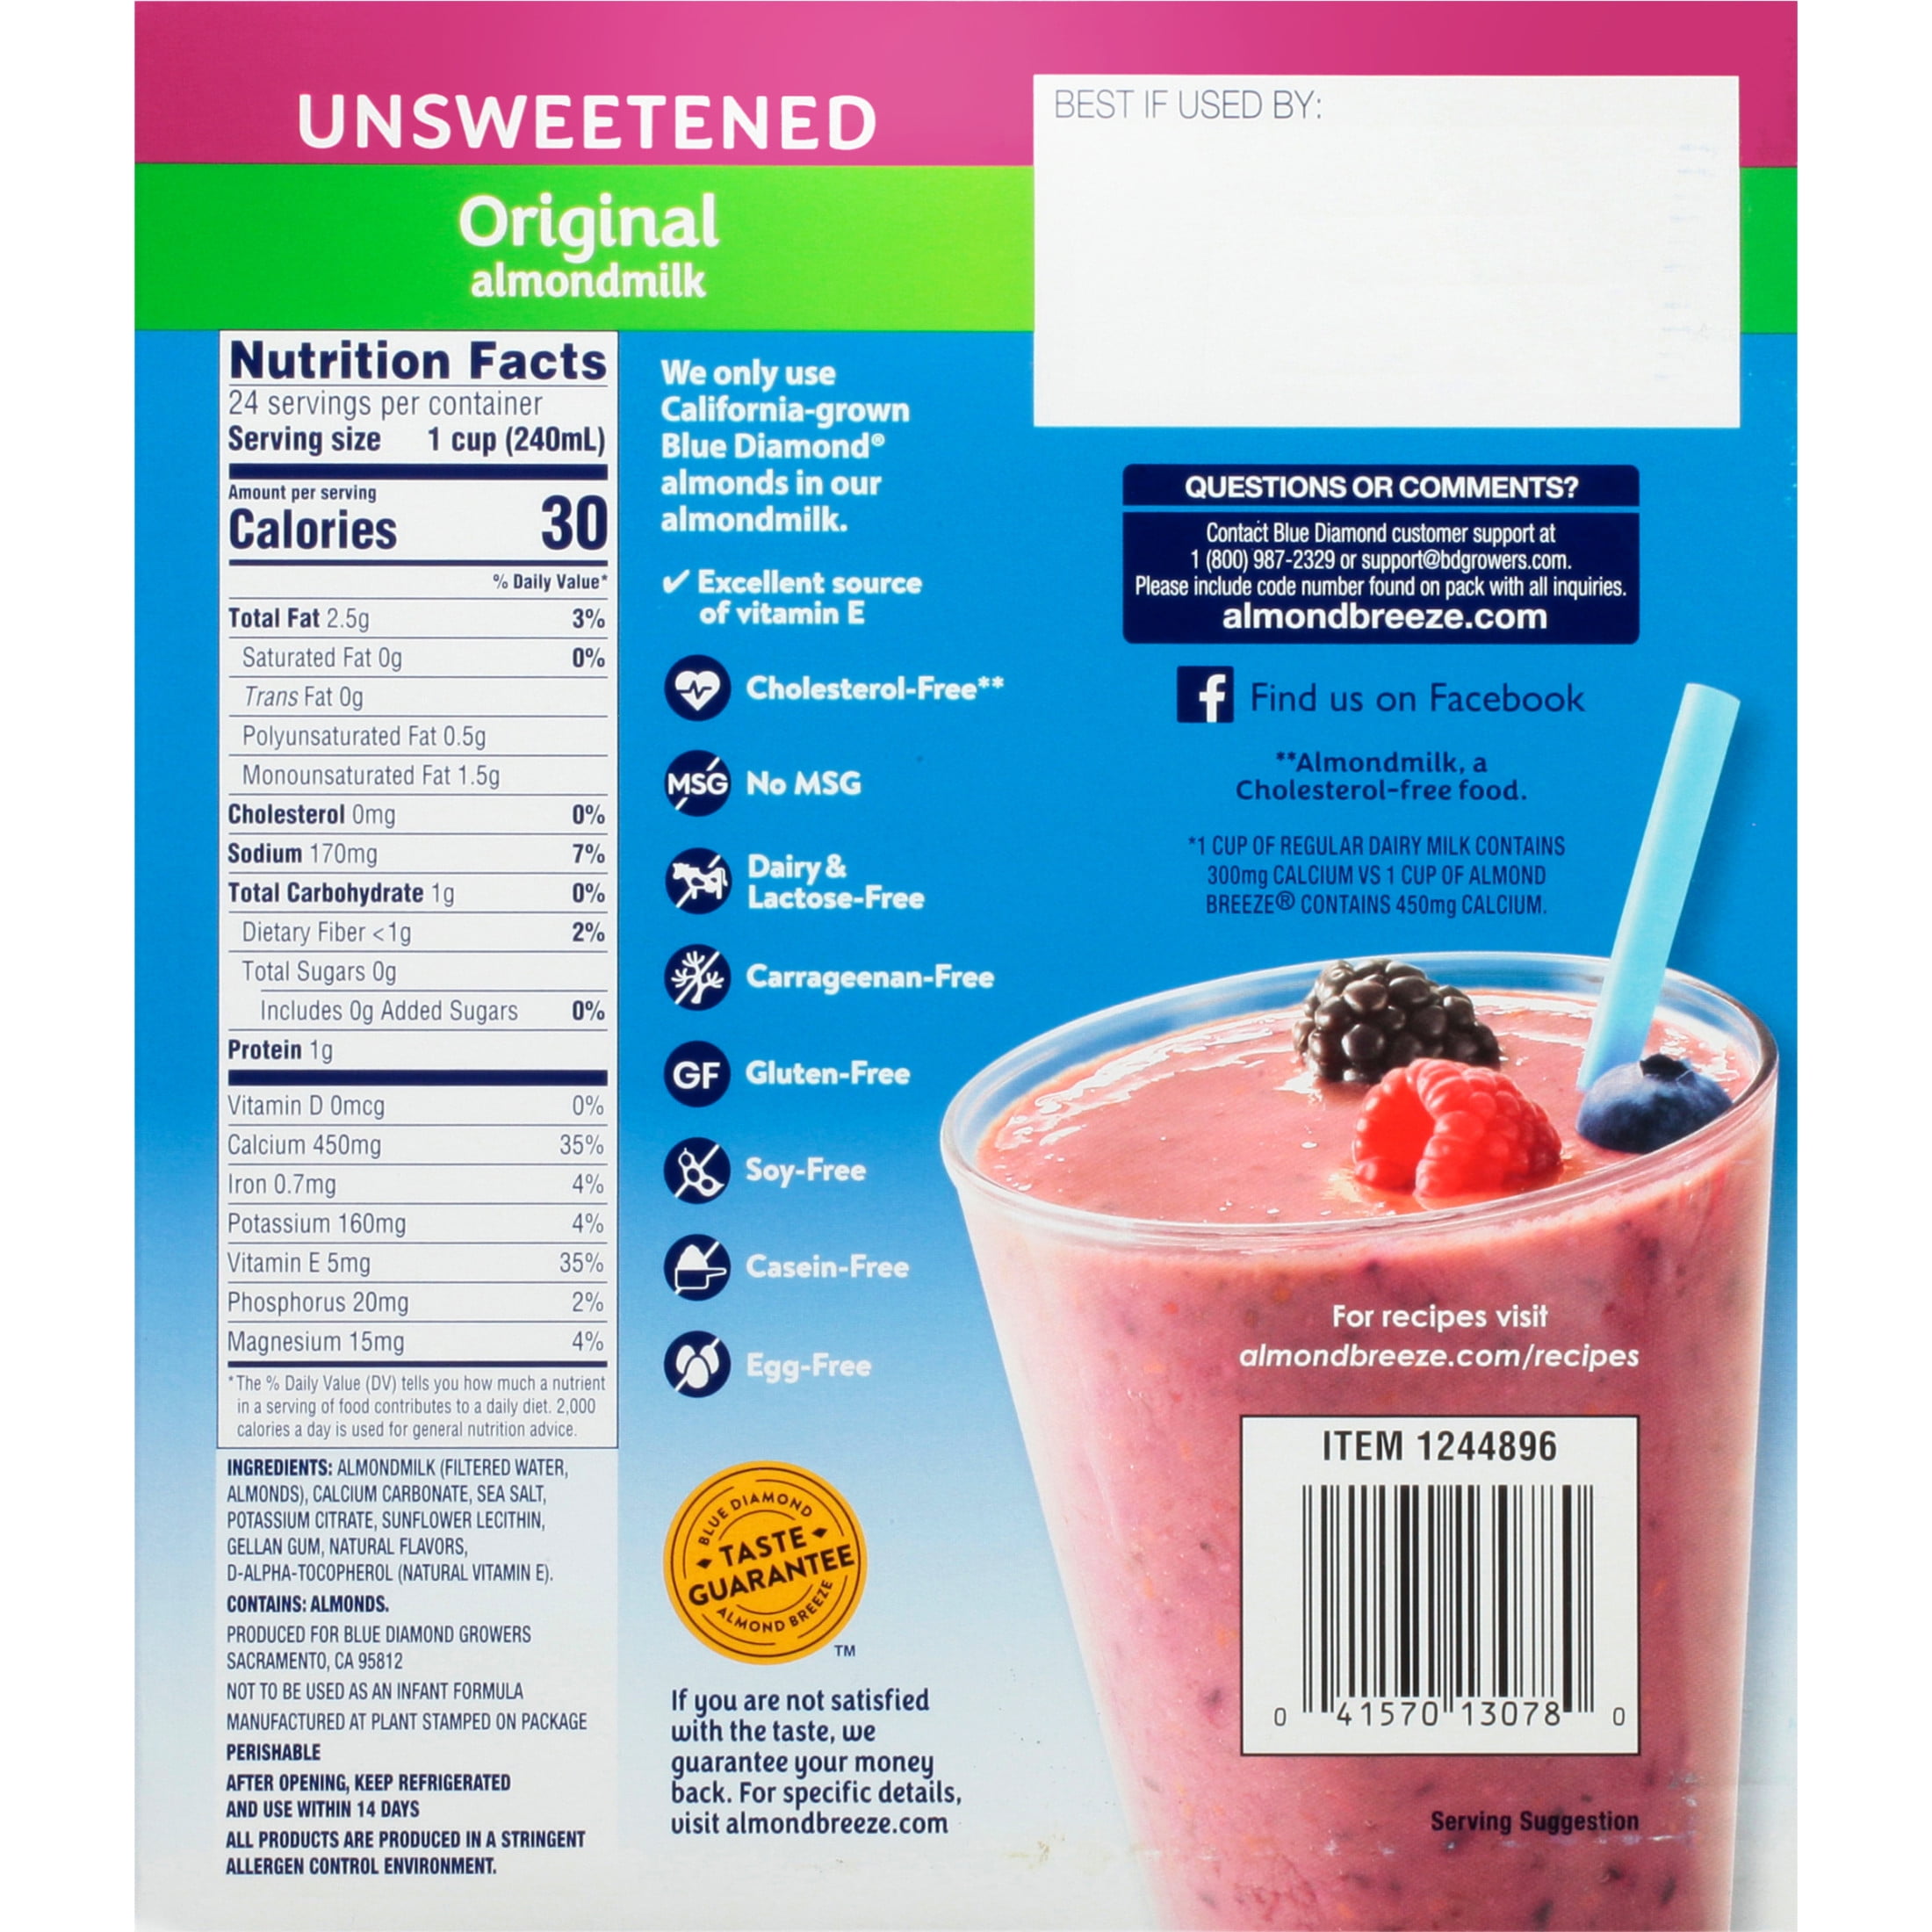 UNSWEETENED
Original
almondmilk
BEST IF USED BY:
Nutrition Facts
24 servings per container
Serving size 1 cup (240mL)
Amount per serving
Calories 30
% Daily Value*
Total Fat 2.5g 3%
Saturated Fat 0g 0%
Trans Fat 0g
Polyunsaturated Fat 0.5g
Monounsaturated Fat 1.5g
Cholesterol 0mg 0%
Sodium 170mg 7%
Total Carbohydrate 1g 0%
Dietary Fiber <1g 2%
Total Sugars 0g
Includes 0g Added Sugars 0%
Protein 1g
Vitamin D 0mcg 0%
Calcium 450mg 35%
Iron 0.7mg 4%
Potassium 160mg 4%
Vitamin E 5mg 35%
Phosphorus 20mg 2%
Magnesium 15mg 4%
*The % Daily Value (DV) tells you how much a nutrient
in a serving of food contributes to a daily diet. 2,000
calories a day is used for general nutrition advice.
INGREDIENTS: ALMONDMILK (FILTERED WATER,
ALMONDS), CALCIUM CARBONATE, SEA SALT,
POTASSIUM CITRATE, SUNFLOWER LECITHIN,
GELLAN GUM, NATURAL FLAVORS,
D-ALPHA-TOCOPHEROL (NATURAL VITAMIN E).
CONTAINS: ALMONDS.
PRODUCED FOR BLUE DIAMOND GROWERS
SACRAMENTO, CA 95812
NOT TO BE USED AS AN INFANT FORMULA
MANUFACTURED AT PLANT STAMPED ON PACKAGE
PERISHABLE
AFTER OPENING, KEEP REFRIGERATED
AND USE WITHIN 14 DAYS
ALL PRODUCTS ARE PRODUCED IN A STRINGENT
ALLERGEN CONTROL ENVIRONMENT.
We only use
California-grown
Blue Diamond®
almonds in our
almondmilk.
✓ Excellent source
of vitamin E
Cholesterol-Free**
MSG No MSG
Dairy &
Lactose-Free
Carrageenan-Free
GF Gluten-Free
Soy-Free
Casein-Free
Egg-Free
BLUE DIAMOND
TASTE
GUARANTEE
ALMOND BREEZE
TM
If you are not satisfied
with the taste, we
guarantee your money
back. For specific details,
visit almondbreeze.com
QUESTIONS OR COMMENTS?
Contact Blue Diamond customer support at
1 (800) 987-2329 or support@bdgrowers.com.
Please include code number found on pack with all inquiries.
almondbreeze.com
f Find us on Facebook
**Almondmilk, a
Cholesterol-free food.
*1 CUP OF REGULAR DAIRY MILK CONTAINS
300mg CALCIUM VS 1 CUP OF ALMOND
BREEZE® CONTAINS 450mg CALCIUM.
For recipes visit
almondbreeze.com/recipes
ITEM 1244896
0 41570 13078 0
Serving Suggestion